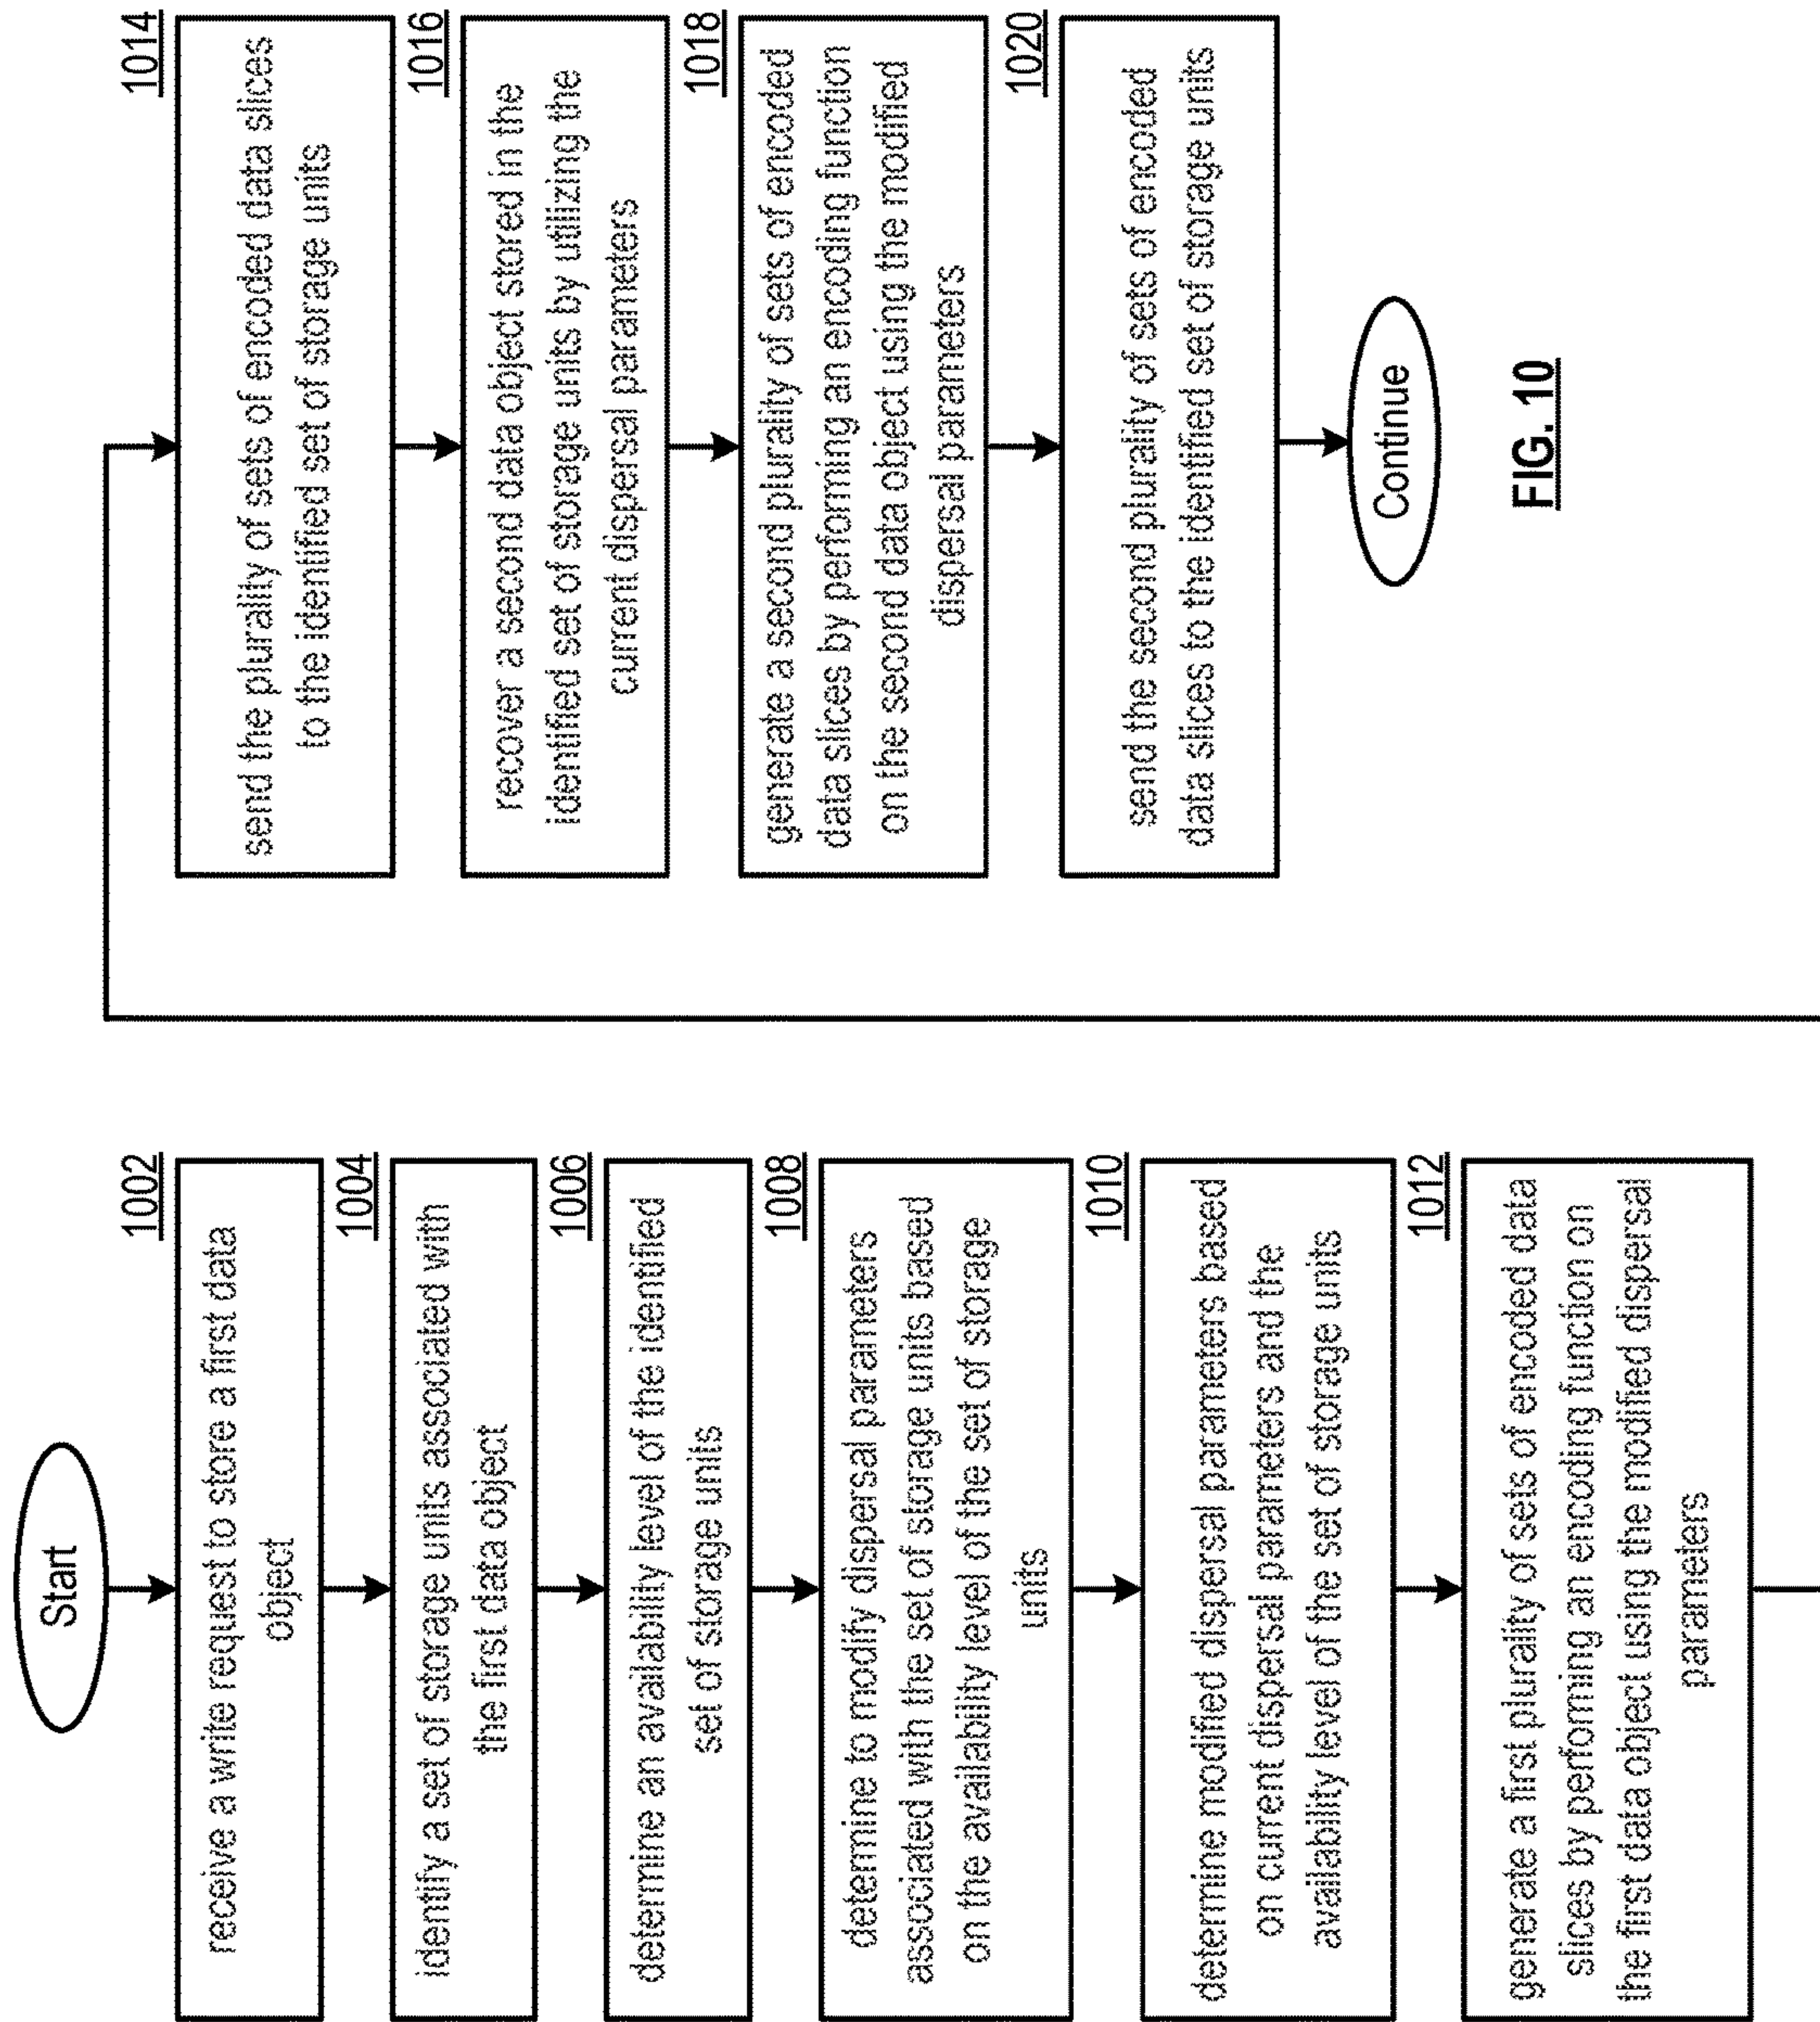 Start
1002
receive a write request to store a first data
object
1004
identify a set of storage units associated with
the first data object
1006
determine an availability level of the identified
set of storage units
1008
determine to modify dispersal parameters
associated with the set of storage units based
on the availability level of the set of storage
units
1010
determine modified dispersal parameters based
on current dispersal parameters and the
availability level of the set of storage units
1012
generate a first plurality of sets of encoded data
slices by performing an encoding function on
the first data object using the modified dispersal
parameters
1014
send the plurality of sets of encoded data slices
to the identified set of storage units
1016
recover a second data object stored in the
identified set of storage units by utilizing the
current dispersal parameters
1018
generate a second plurality of sets of encoded
data slices by performing an encoding function
on the second data object using the modified
dispersal parameters
1020
send the second plurality of sets of encoded
data slices to the identified set of storage units
Continue
FIG. 10